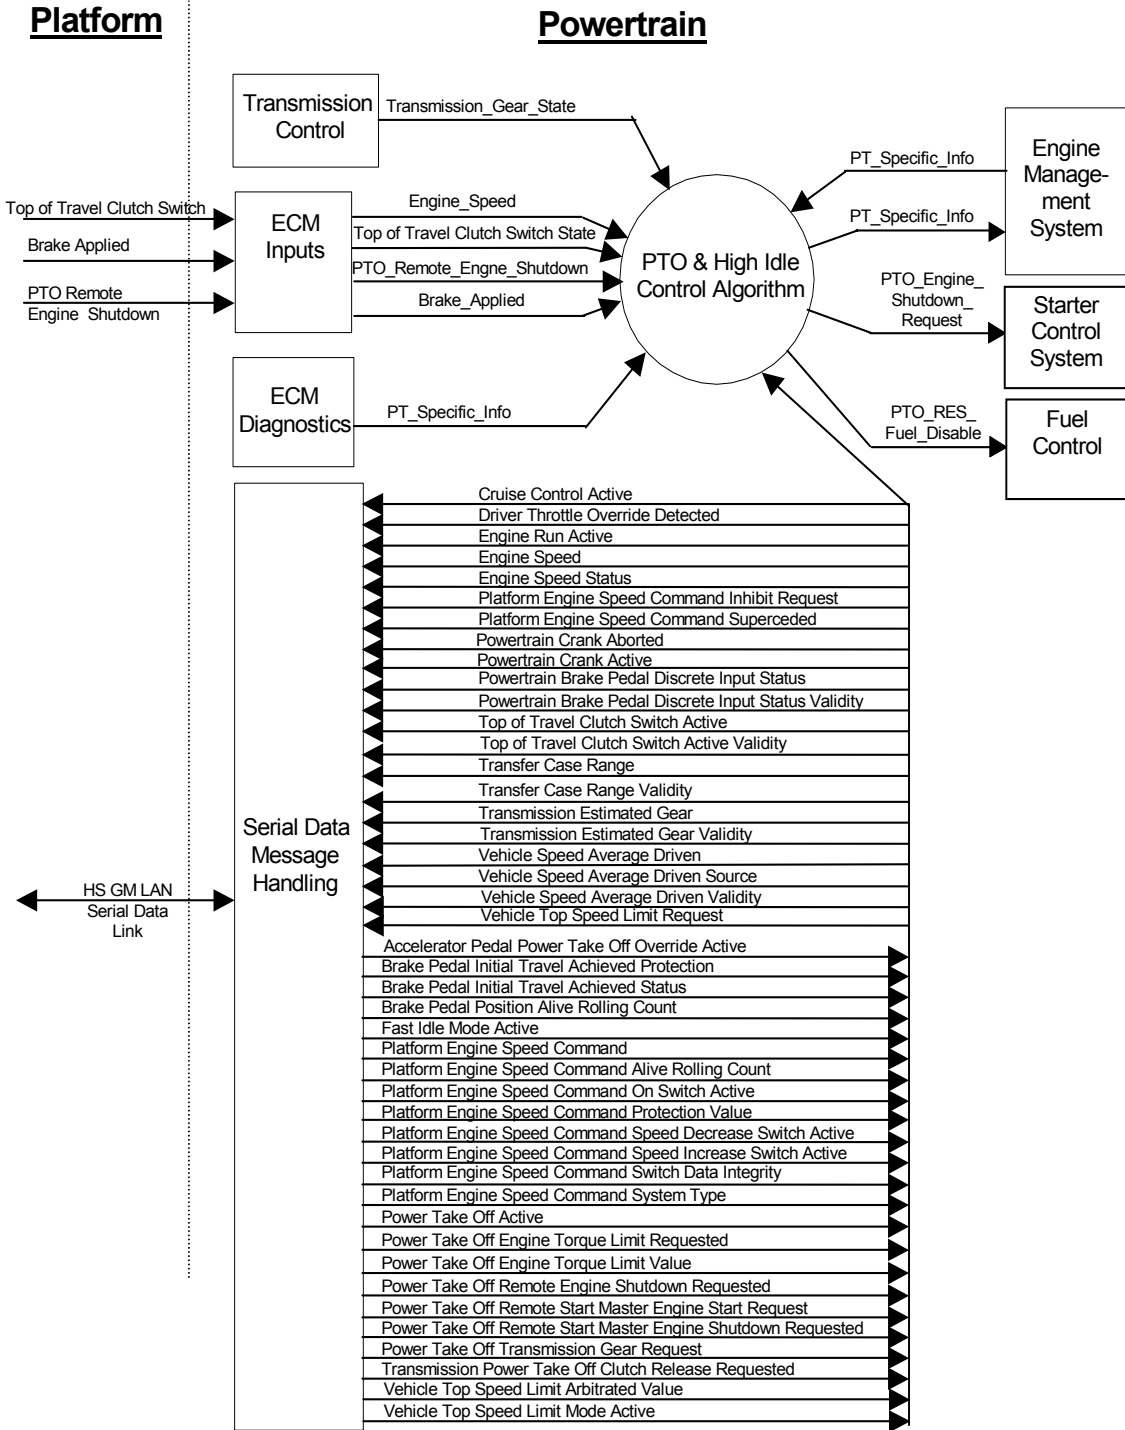 Platform
Powertrain
Transmission
Control
Transmission_Gear_State
Engine
Manage-
ment
System
PT_Specific_Info
PT_Specific_Info
Top of Travel Clutch Switch
Brake Applied
PTO Remote
Engine Shutdown
ECM
Inputs
Engine_Speed
Top of Travel Clutch Switch State
PTO_Remote_Engne_Shutdown
Brake_Applied
PTO & High Idle
Control Algorithm
PTO_Engine_
Shutdown_
Request
Starter
Control
System
ECM
Diagnostics
PT_Specific_Info
PTO_RES_
Fuel_Disable
Fuel
Control
Cruise Control Active
Driver Throttle Override Detected
Engine Run Active
Engine Speed
Engine Speed Status
Platform Engine Speed Command Inhibit Request
Platform Engine Speed Command Superceded
Powertrain Crank Aborted
Powertrain Crank Active
Powertrain Brake Pedal Discrete Input Status
Powertrain Brake Pedal Discrete Input Status Validity
Top of Travel Clutch Switch Active
Top of Travel Clutch Switch Active Validity
Transfer Case Range
Transfer Case Range Validity
Transmission Estimated Gear
Transmission Estimated Gear Validity
Vehicle Speed Average Driven
Vehicle Speed Average Driven Source
Vehicle Speed Average Driven Validity
Vehicle Top Speed Limit Request
Serial Data
Message
Handling
HS GM LAN
Serial Data
Link
Accelerator Pedal Power Take Off Override Active
Brake Pedal Initial Travel Achieved Protection
Brake Pedal Initial Travel Achieved Status
Brake Pedal Position Alive Rolling Count
Fast Idle Mode Active
Platform Engine Speed Command
Platform Engine Speed Command Alive Rolling Count
Platform Engine Speed Command On Switch Active
Platform Engine Speed Command Protection Value
Platform Engine Speed Command Speed Decrease Switch Active
Platform Engine Speed Command Speed Increase Switch Active
Platform Engine Speed Command Switch Data Integrity
Platform Engine Speed Command System Type
Power Take Off Active
Power Take Off Engine Torque Limit Requested
Power Take Off Engine Torque Limit Value
Power Take Off Remote Engine Shutdown Requested
Power Take Off Remote Start Master Engine Start Request
Power Take Off Remote Start Master Engine Shutdown Requested
Power Take Off Transmission Gear Request
Transmission Power Take Off Clutch Release Requested
Vehicle Top Speed Limit Arbitrated Value
Vehicle Top Speed Limit Mode Active